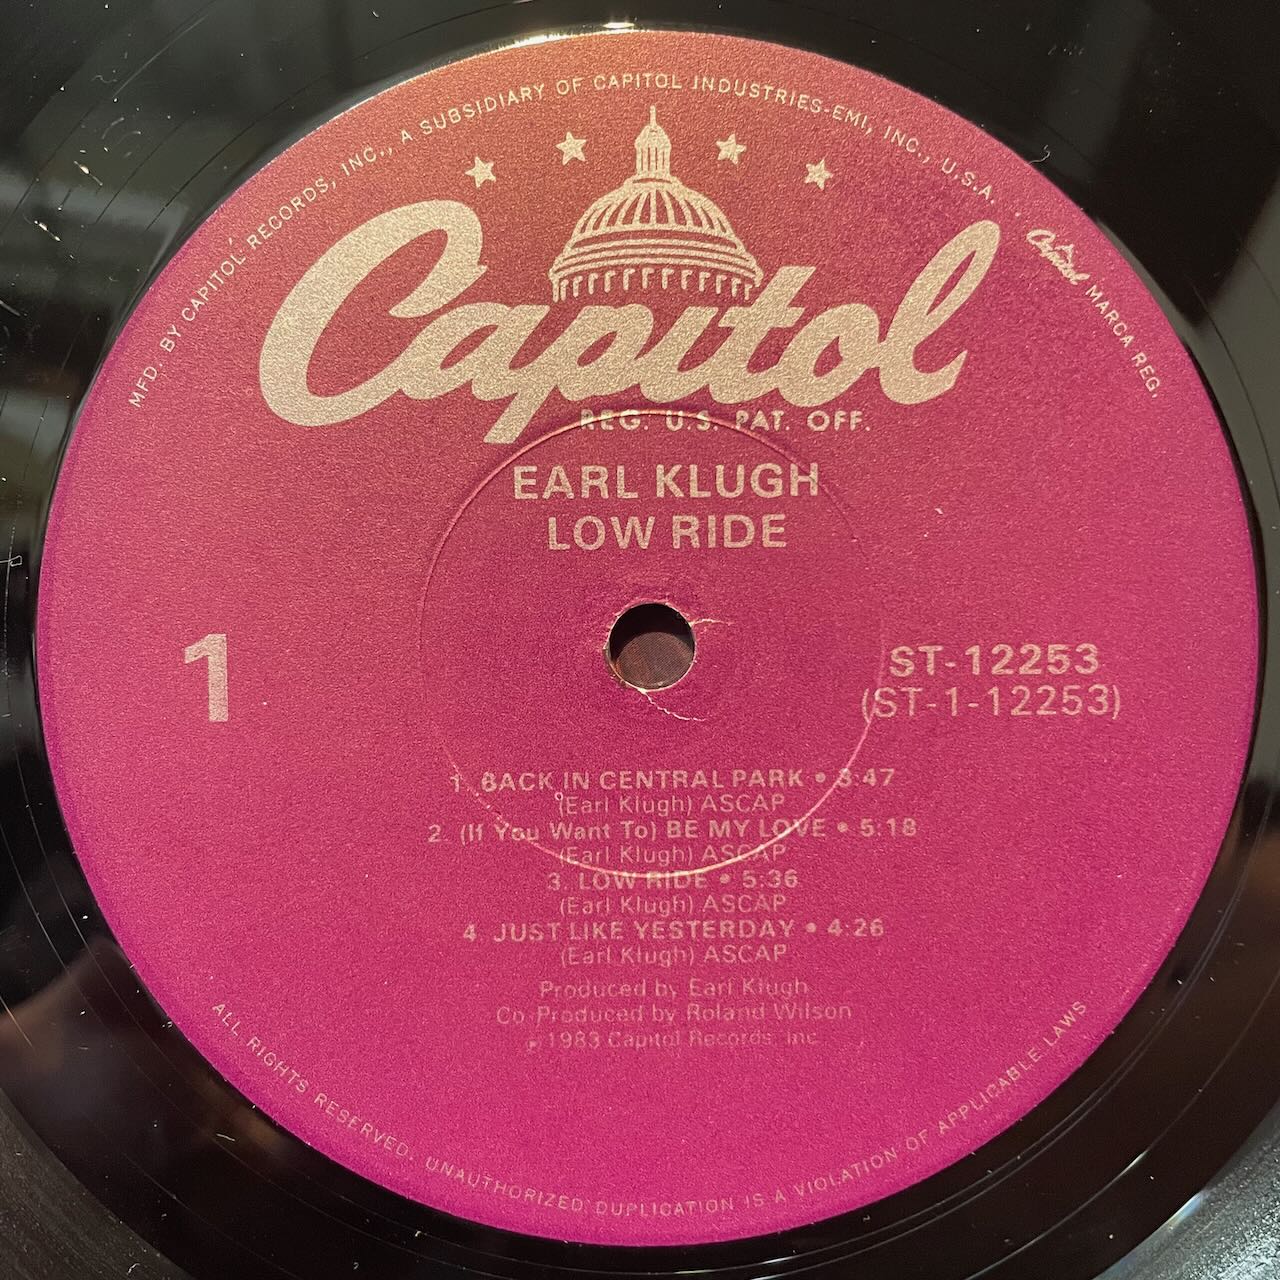 MFD. BY CAPITOL RECORDS, INC., A SUBSIDIARY OF CAPITOL INDUSTRIES-EMI, INC., U.S.A. . Capitol MARCA REG.
Capitol
REG. U.S. PAT. OFF.
EARL KLUGH
LOW RIDE
1
ST-12253
(ST-1-12253)
1. BACK IN CENTRAL PARK • 3:47
(Earl Klugh) ASCAP
2. (If You Want To) BE MY LOVE • 5:18
(Earl Klugh) ASCAP
3. LOW RIDE • 5:36
(Earl Klugh) ASCAP
4. JUST LIKE YESTERDAY • 4:26
(Earl Klugh) ASCAP
Produced by Earl Klugh
Co-Produced by Roland Wilson
℗ 1983 Capitol Records, Inc.
ALL RIGHTS RESERVED. UNAUTHORIZED DUPLICATION IS A VIOLATION OF APPLICABLE LAWS